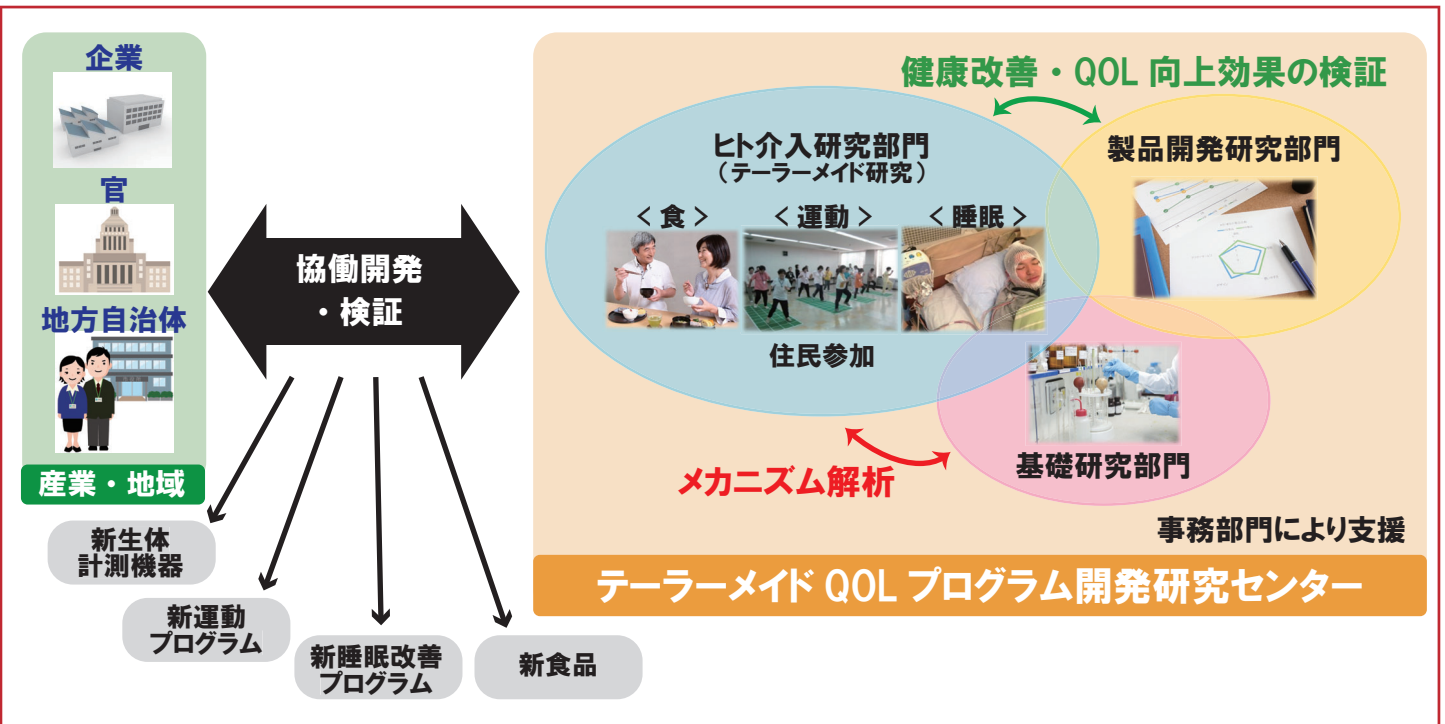 企業
官
地方自治体
産業・地域
協働開発
・検証
新生体
計測機器
新運動
プログラム
新睡眠改善
プログラム
新食品
健康改善・QOL 向上効果の検証
ヒト介入研究部門
（テーラーメイド研究）
＜食＞
＜運動＞
＜睡眠＞
住民参加
製品開発研究部門
基礎研究部門
メカニズム解析
事務部門により支援
テーラーメイド QOL プログラム開発研究センター